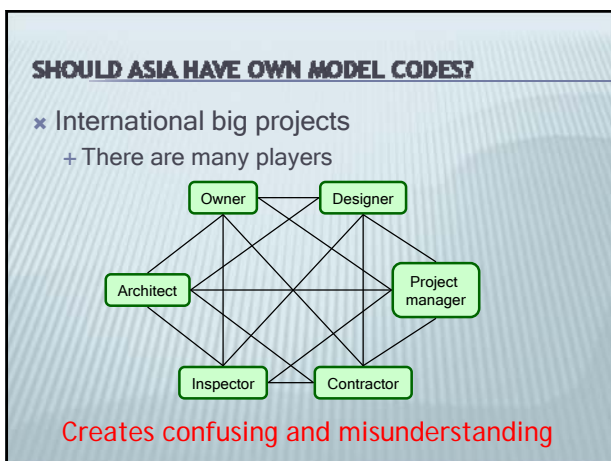 SHOULD ASIA HAVE OWN MODEL CODES?
× International big projects
+ There are many players
Owner
Designer
Architect
Project
manager
Inspector
Contractor
Creates confusing and misunderstanding